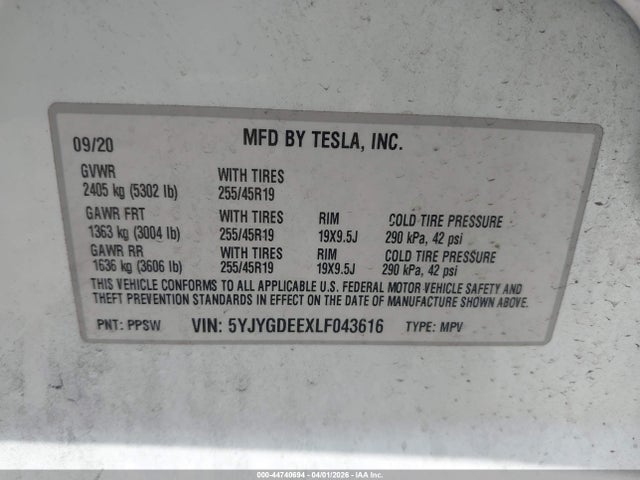 09/20 MFD BY TESLA, INC.
GVWR WITH TIRES
2405 kg (5302 lb) 255/45R19
GAWR FRT WITH TIRES RIM COLD TIRE PRESSURE
1363 kg (3004 lb) 255/45R19 19X9.5J 290 kPa, 42 psi
GAWR RR WITH TIRES RIM COLD TIRE PRESSURE
1636 kg (3606 lb) 255/45R19 19X9.5J 290 kPa, 42 psi
THIS VEHICLE CONFORMS TO ALL APPLICABLE U.S. FEDERAL MOTOR VEHICLE SAFETY AND
THEFT PREVENTION STANDARDS IN EFFECT ON THE DATE OF MANUFACTURE SHOWN ABOVE.
PNT: PPSW VIN: 5YJYGDEEXLF043616 TYPE: MPV
000-44740694 - 04/01/2026 - IAAI.COM